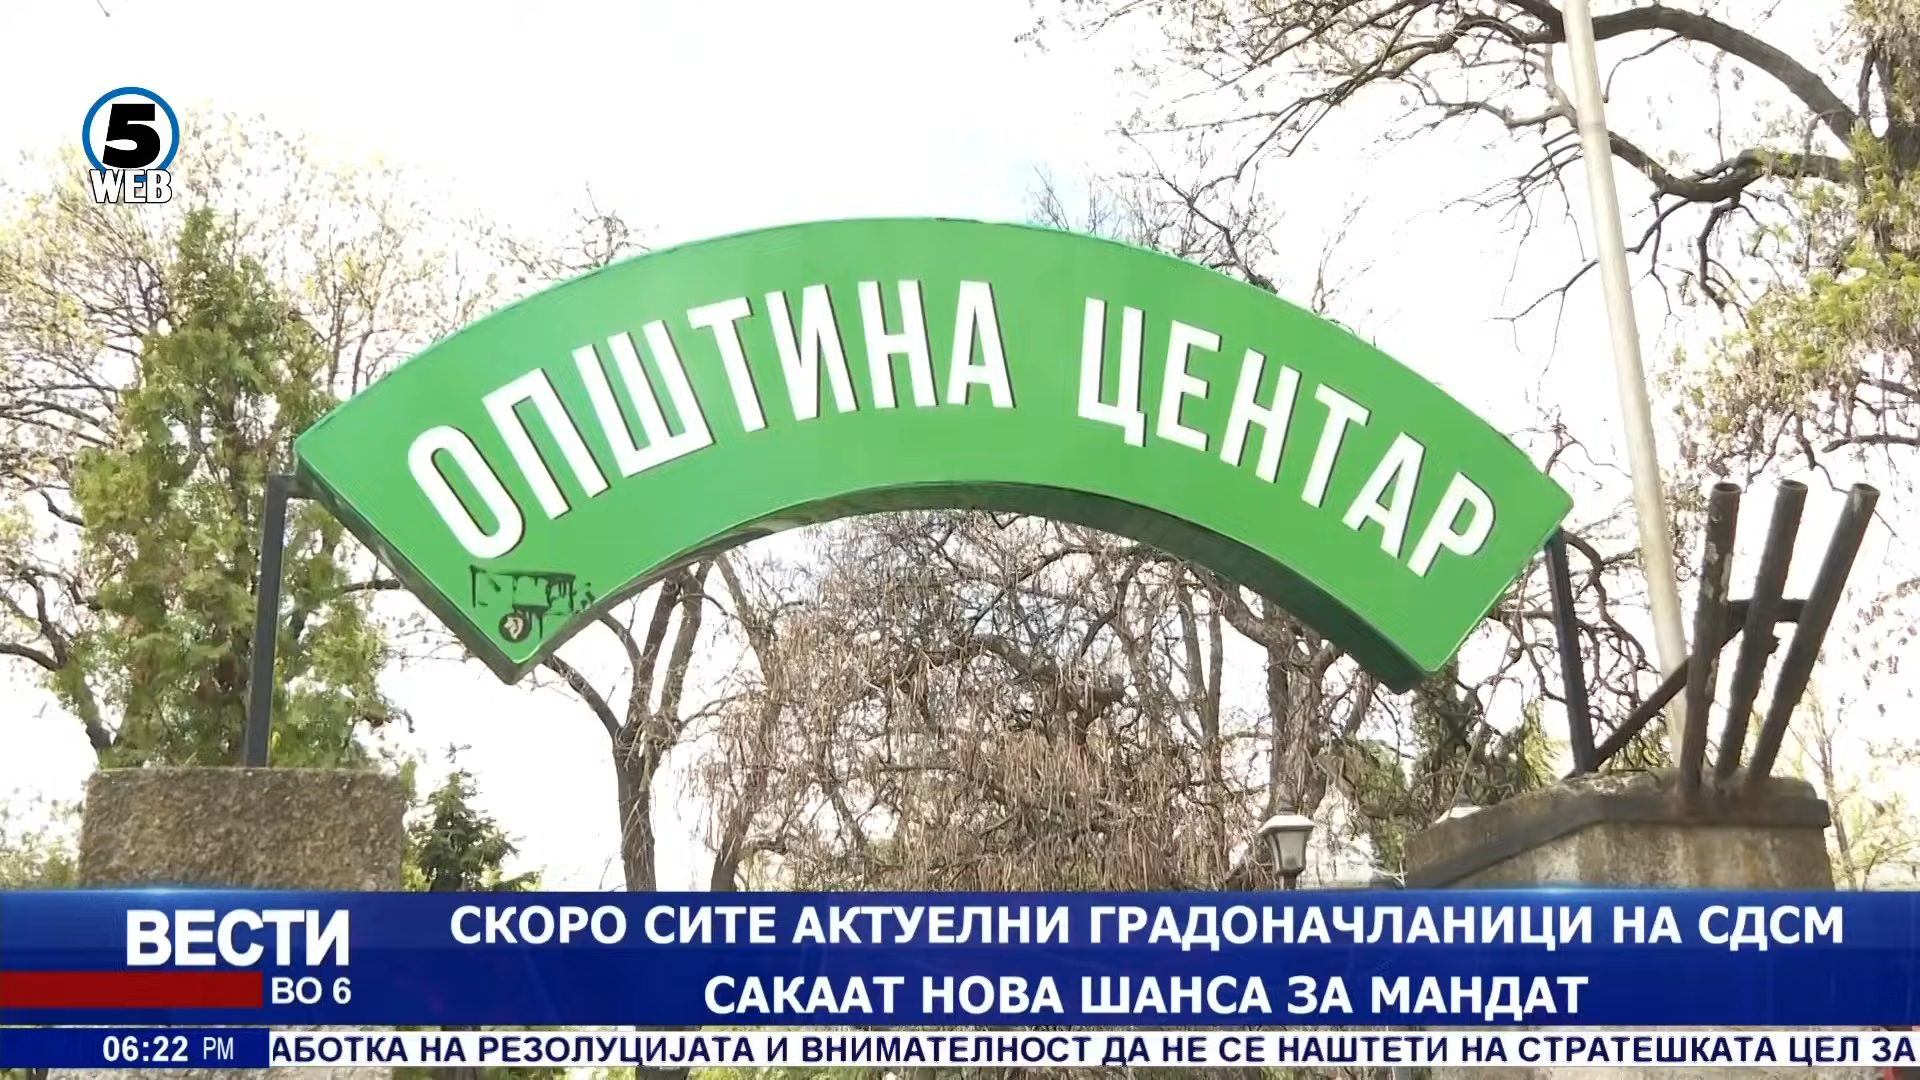 5
WEB
ОПШТИНА ЦЕНТАР
ВЕСТИ
ВО 6
СКОРО СИТЕ АКТУЕЛНИ ГРАДОНАЧЛАНИЦИ НА СДСМ
САКААТ НОВА ШАНСА ЗА МАНДАТ
06:22 PM
АБОТКА НА РЕЗОЛУЦИЈАТА И ВНИМАТЕЛНОСТ ДА НЕ СЕ НАШТЕТИ НА СТРАТЕШКАТА ЦЕЛ ЗА